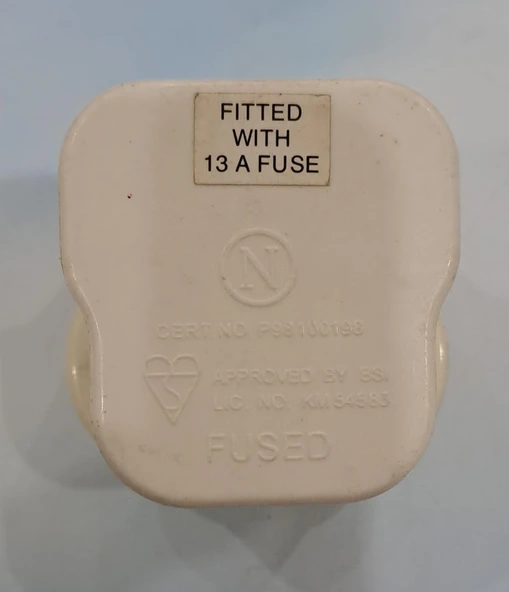 FITTED
WITH
13 A FUSE
N
CERT NO P98100198
APPROVED BY BSI
LIC NO KM 54583
FUSED